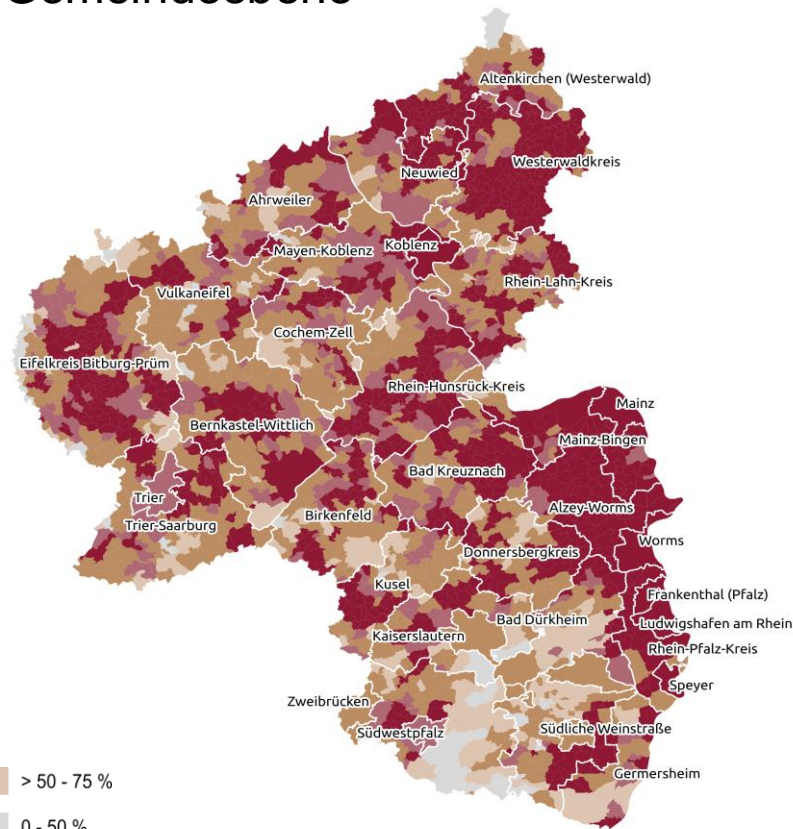 Gemeindeebene
Altenkirchen (Westerwald)
Westerwaldkreis
Neuwied
Ahrweiler
Koblenz
Mayen-Koblenz
Rhein-Lahn-Kreis
Vulkaneifel
Cochem-Zell
Eifelkreis Bitburg-Prüm
Rhein-Hunsrück-Kreis
Mainz
Bernkastel-Wittlich
Mainz-Bingen
Bad Kreuznach
Trier
Alzey-Worms
Birkenfeld
Trier-Saarburg
Worms
Donnersbergkreis
Kusel
Frankenthal (Pfalz)
Bad Dürkheim
Ludwigshafen am Rhein
Kaiserslautern
Rhein-Pfalz-Kreis
Speyer
Zweibrücken
Südliche Weinstraße
Südwestpfalz
Germersheim
> 50 - 75 %
0 - 50 %